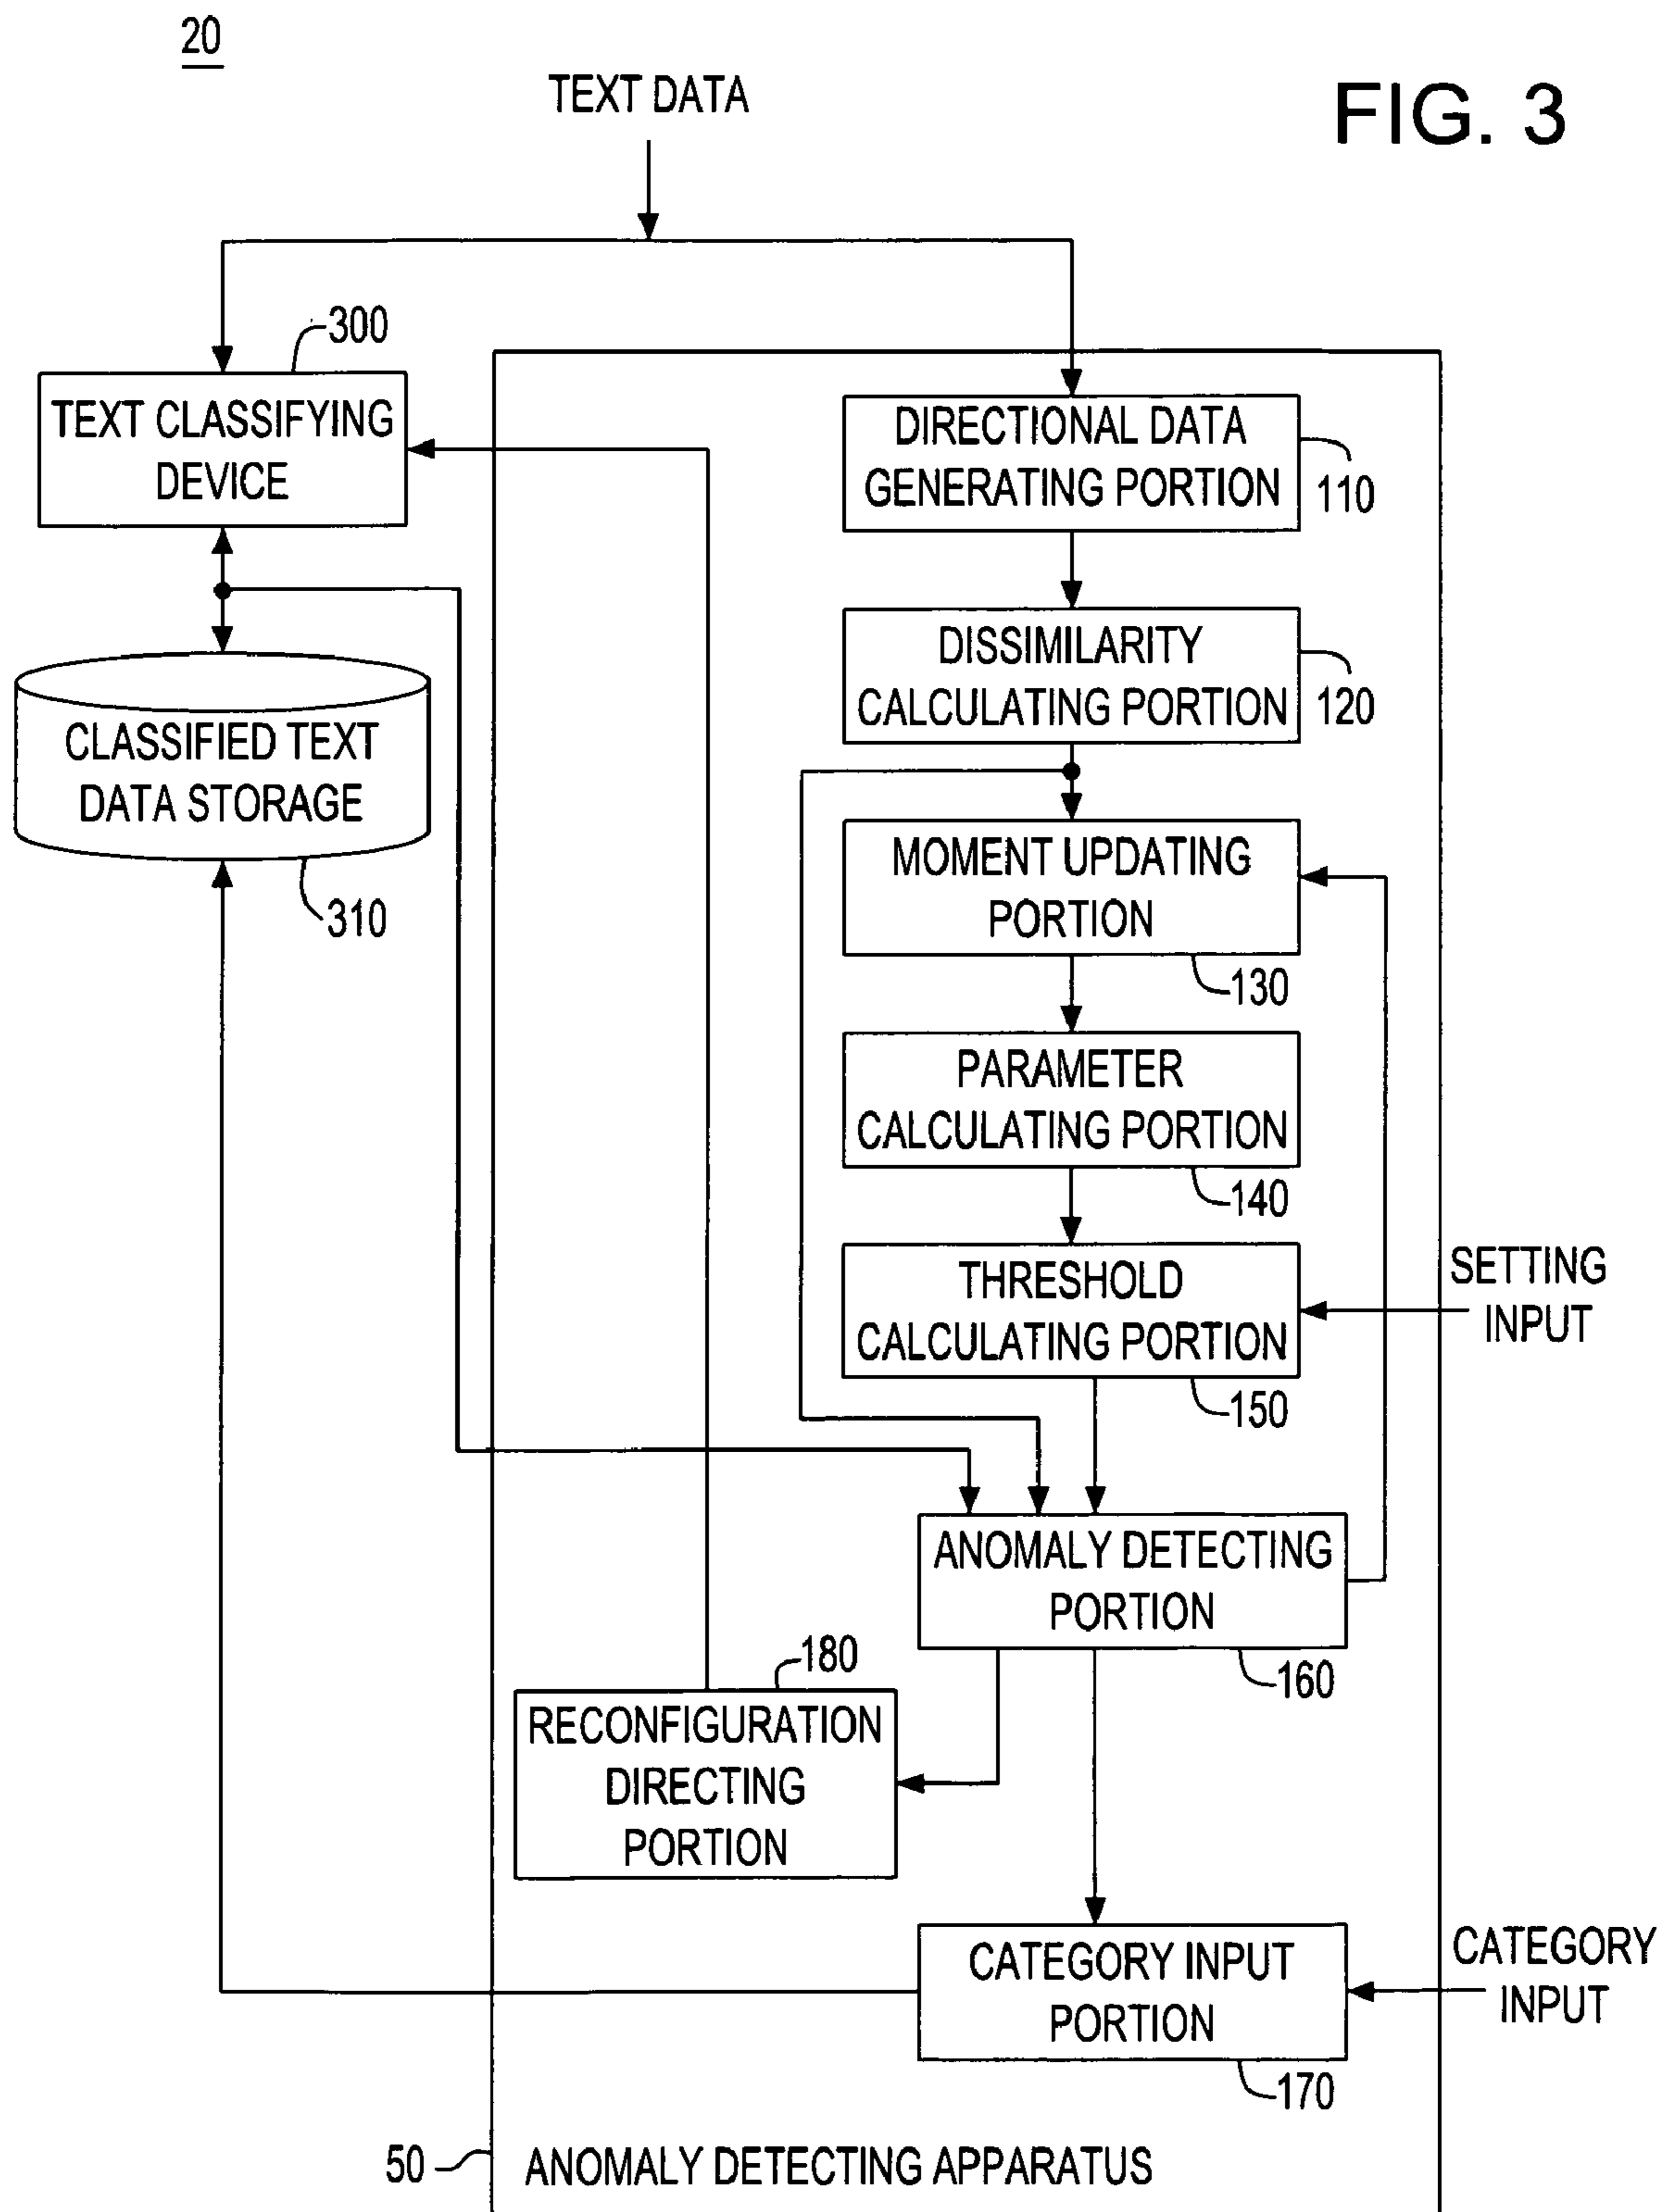 20
TEXT DATA
FIG. 3
300
TEXT CLASSIFYING
DEVICE
DIRECTIONAL DATA
GENERATING PORTION
110
DISSIMILARITY
CALCULATING PORTION
120
CLASSIFIED TEXT
DATA STORAGE
310
MOMENT UPDATING
PORTION
130
PARAMETER
CALCULATING PORTION
140
THRESHOLD
CALCULATING PORTION
150
SETTING
INPUT
ANOMALY DETECTING
PORTION
160
180
RECONFIGURATION
DIRECTING
PORTION
CATEGORY INPUT
PORTION
170
CATEGORY
INPUT
50
ANOMALY DETECTING APPARATUS